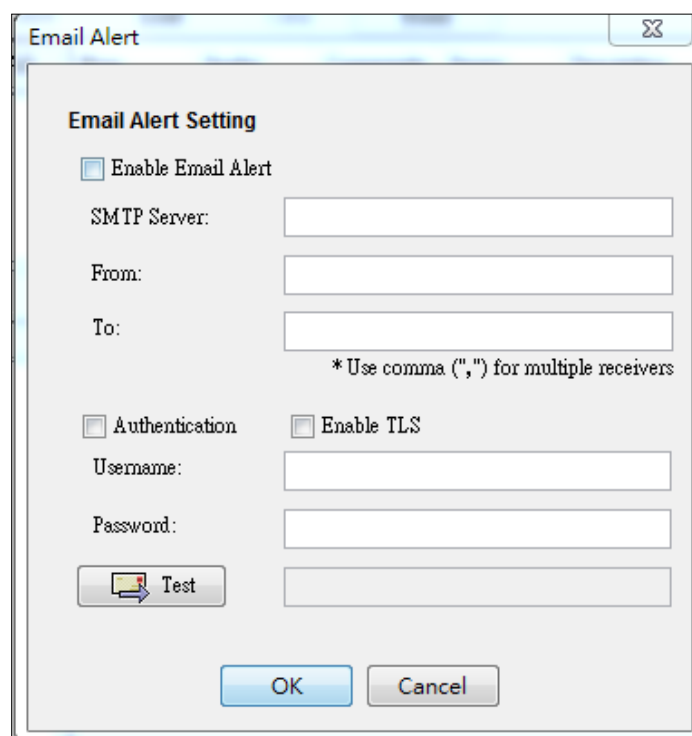 Email Alert
Email Alert Setting
Enable Email Alert
SMTP Server:
From:
To:
* Use comma (",") for multiple receivers
Authentication Enable TLS
Username:
Password:
Test
OK Cancel